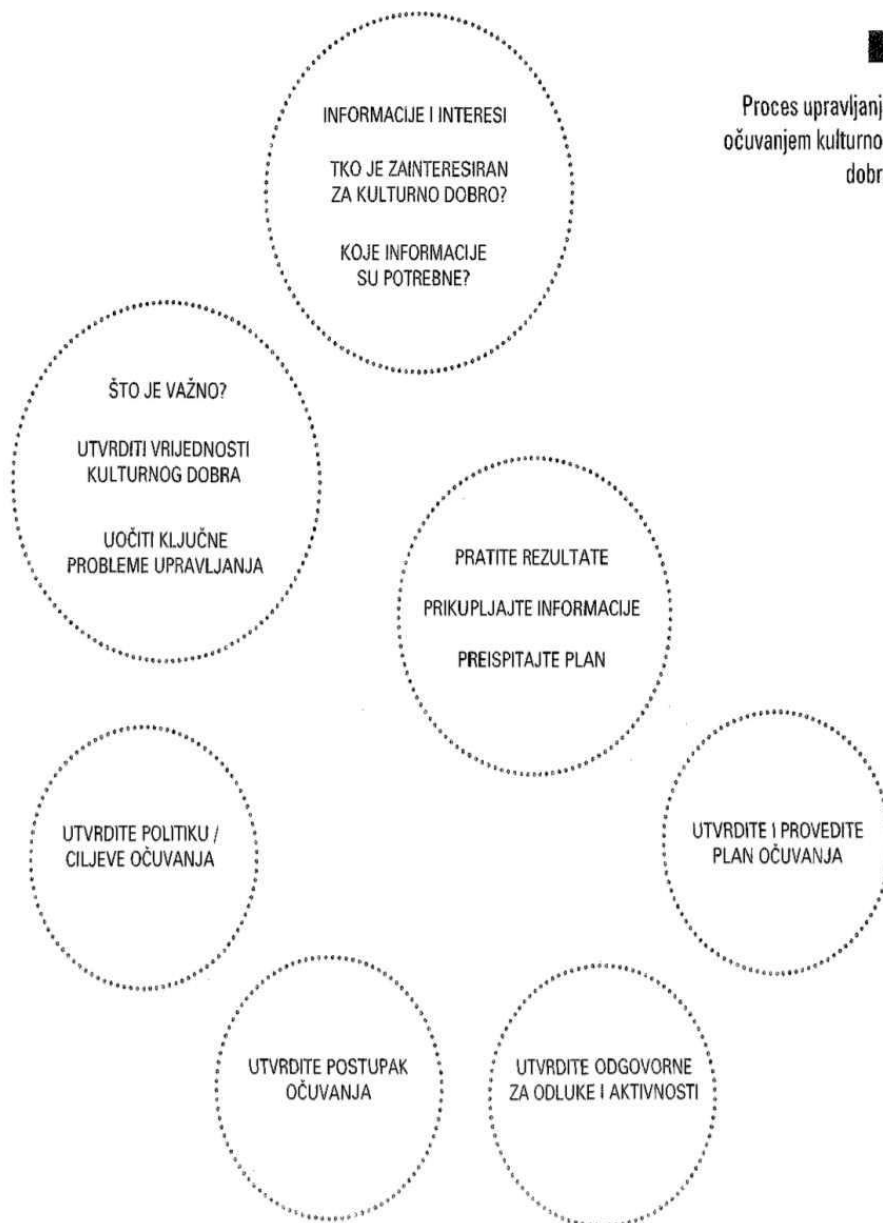 Proces upravljanj
očuvanjem kulturno
dobr
INFORMACIJE I INTERESI
TKO JE ZAINTERESIRAN
ZA KULTURNO DOBRO?
KOJE INFORMACIJE
SU POTREBNE?
ŠTO JE VAŽNO?
UTVRDITI VRIJEDNOSTI
KULTURNOG DOBRA
UOČITI KLJUČNE
PROBLEME UPRAVLJANJA
PRATITE REZULTATE
PRIKUPLJAJTE INFORMACIJE
PREISPITAJTE PLAN
UTVRDITE POLITIKU /
CILJEVE OČUVANJA
UTVRDITE I PROVEDITE
PLAN OČUVANJA
UTVRDITE POSTUPAK
OČUVANJA
UTVRDITE ODGOVORNE
ZA ODLUKE I AKTIVNOSTI